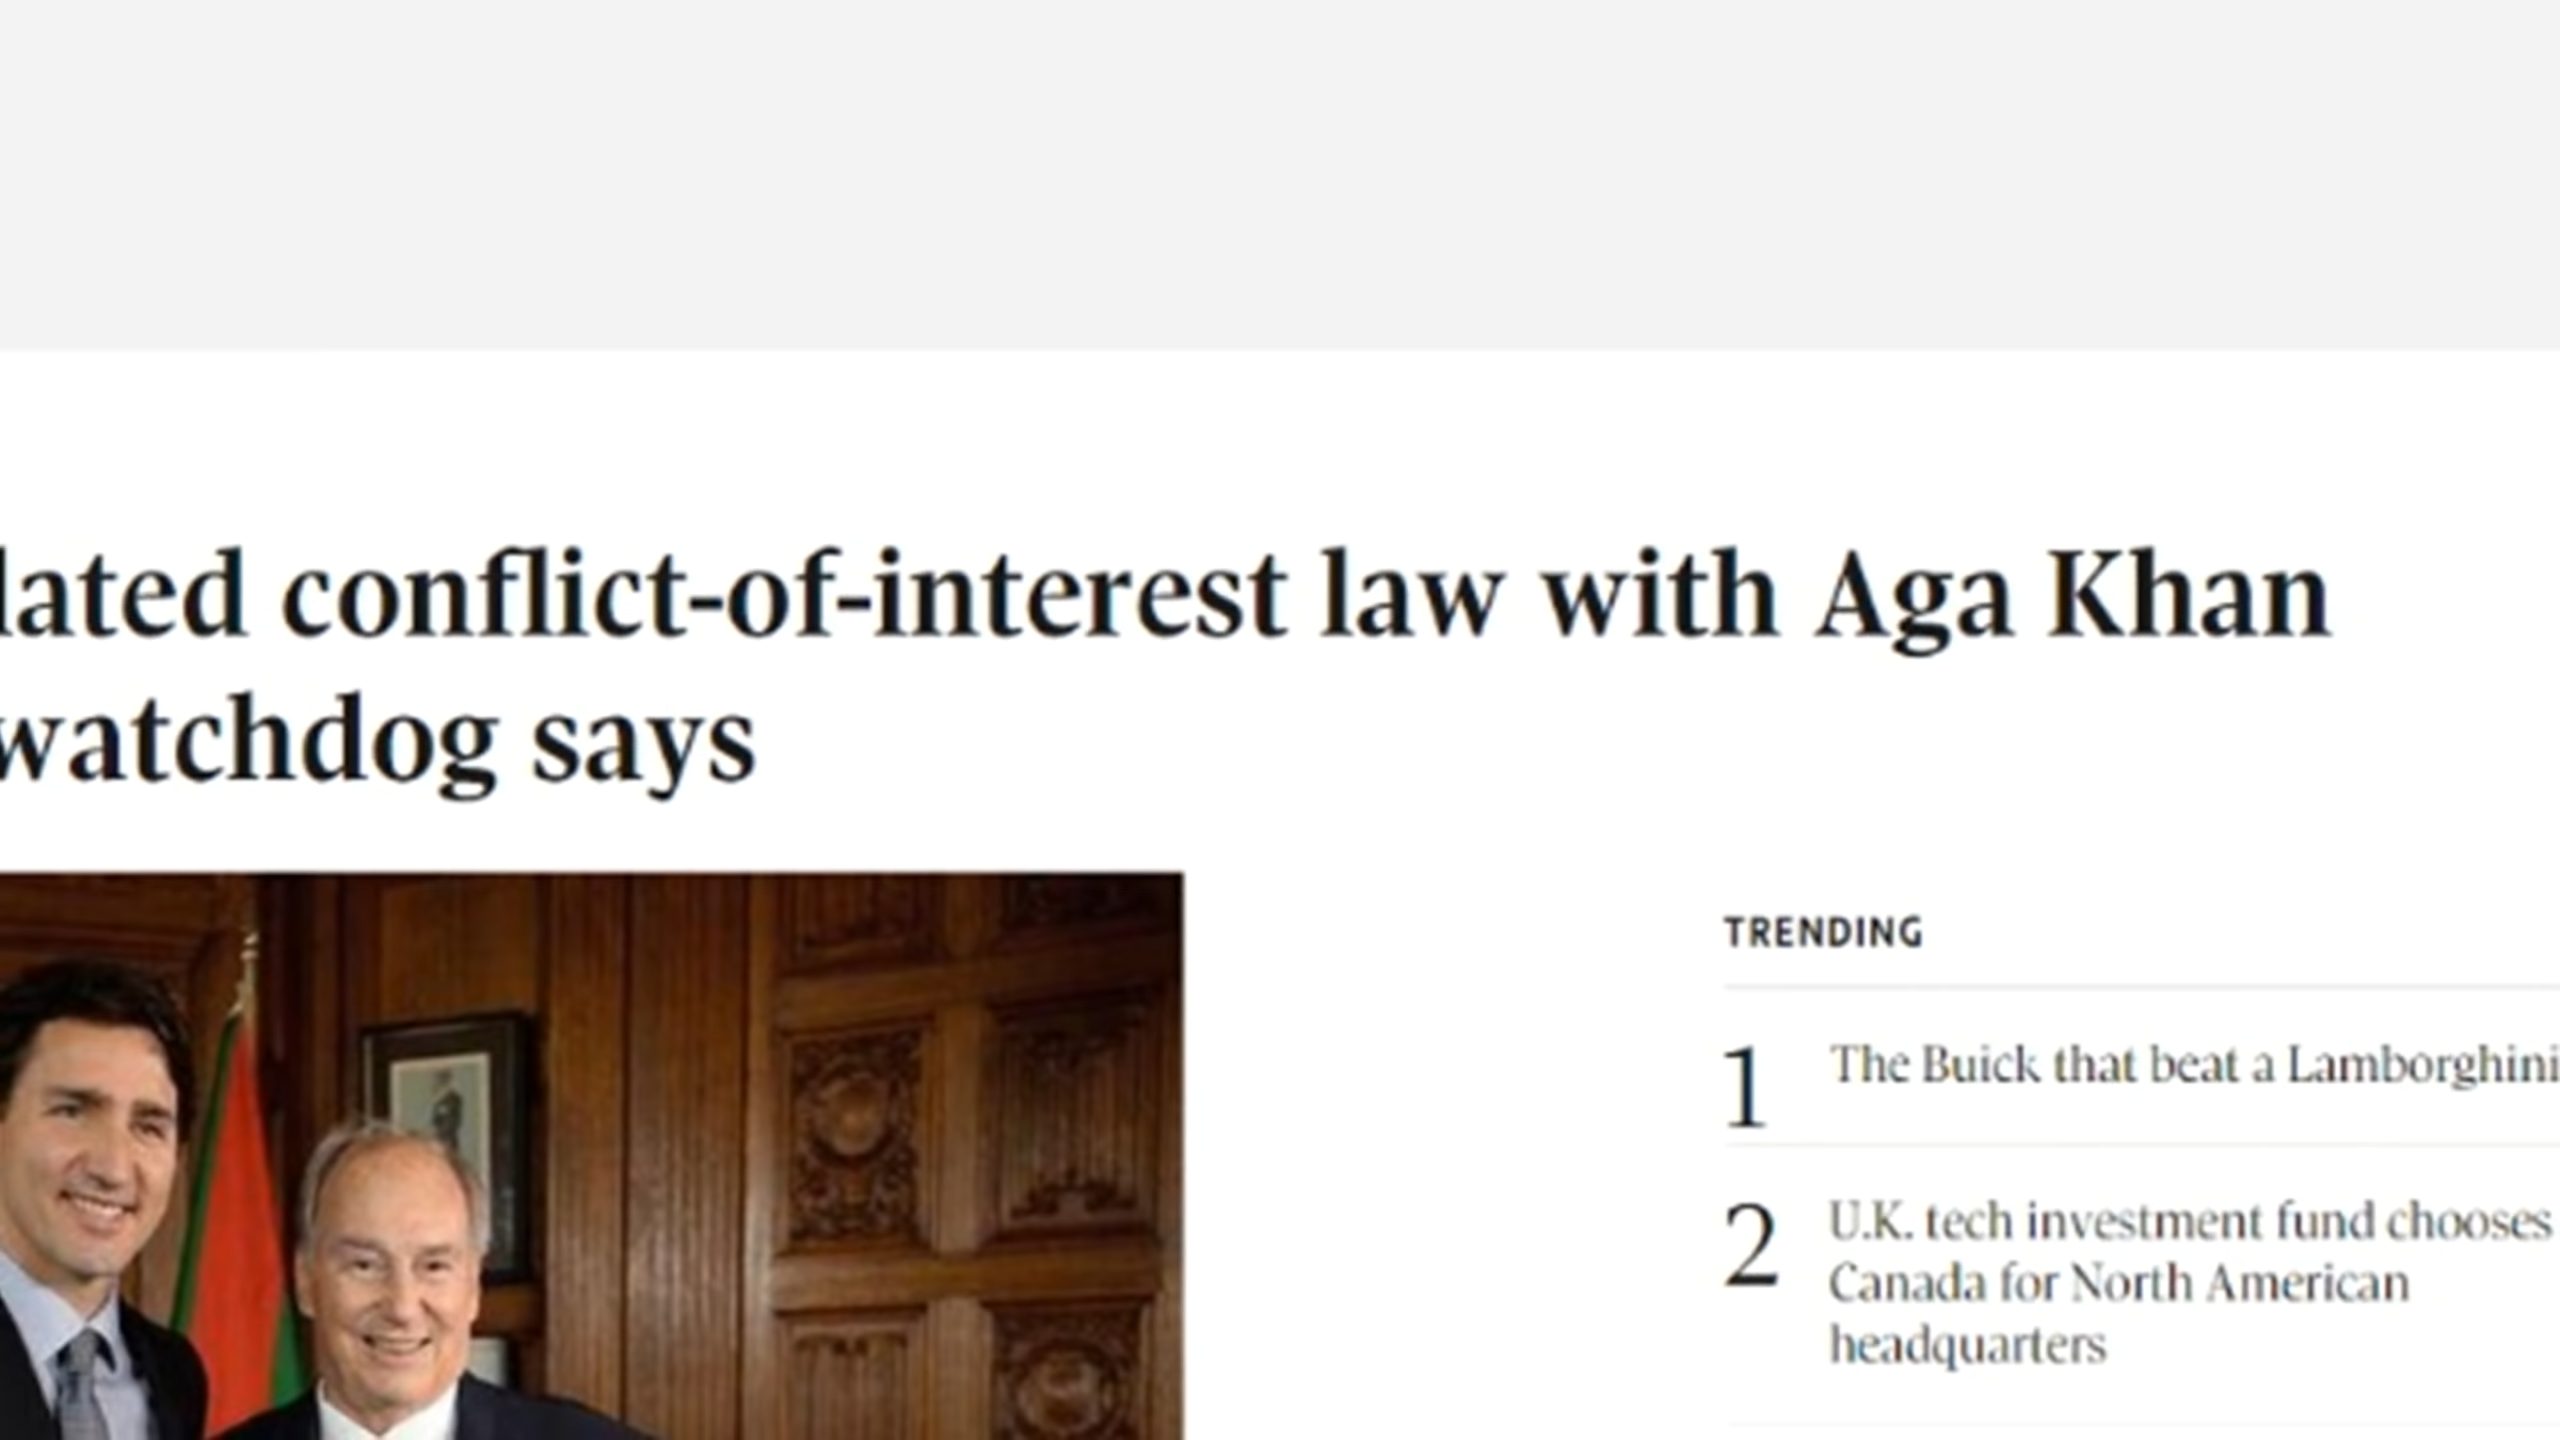 lated conflict-of-interest law with Aga Khan
watchdog says
TRENDING
1 The Buick that beat a Lamborghini
2 U.K. tech investment fund chooses
Canada for North American
headquarters